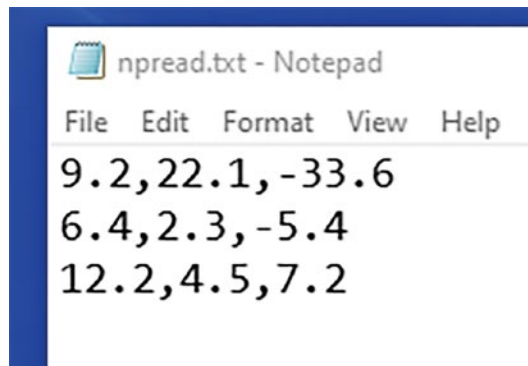 npread.txt - Notepad
File Edit Format View Help
9.2,22.1,-33.6
6.4,2.3,-5.4
12.2,4.5,7.2